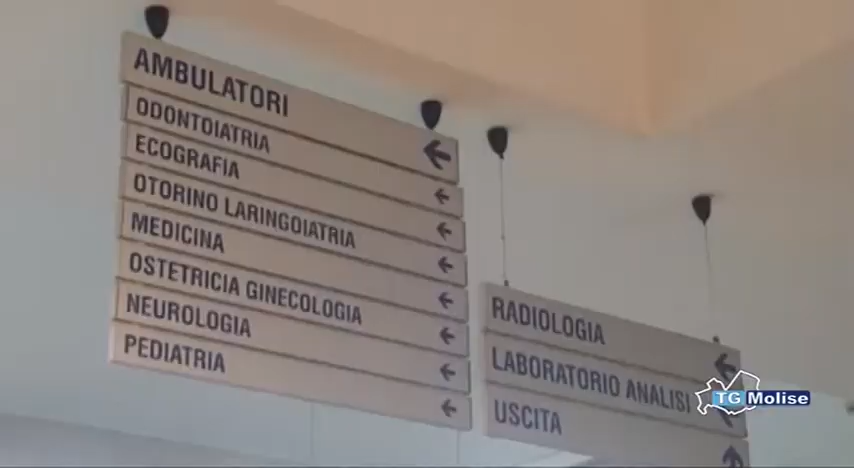 AMBULATORI
ODONTOIATRIA
ECOGRAFIA
OTORINO LARINGOIATRIA
MEDICINA
OSTETRICIA GINECOLOGIA
NEUROLOGIA
PEDIATRIA
RADIOLOGIA
LABORATORIO ANALISI
USCITA
TG Molise